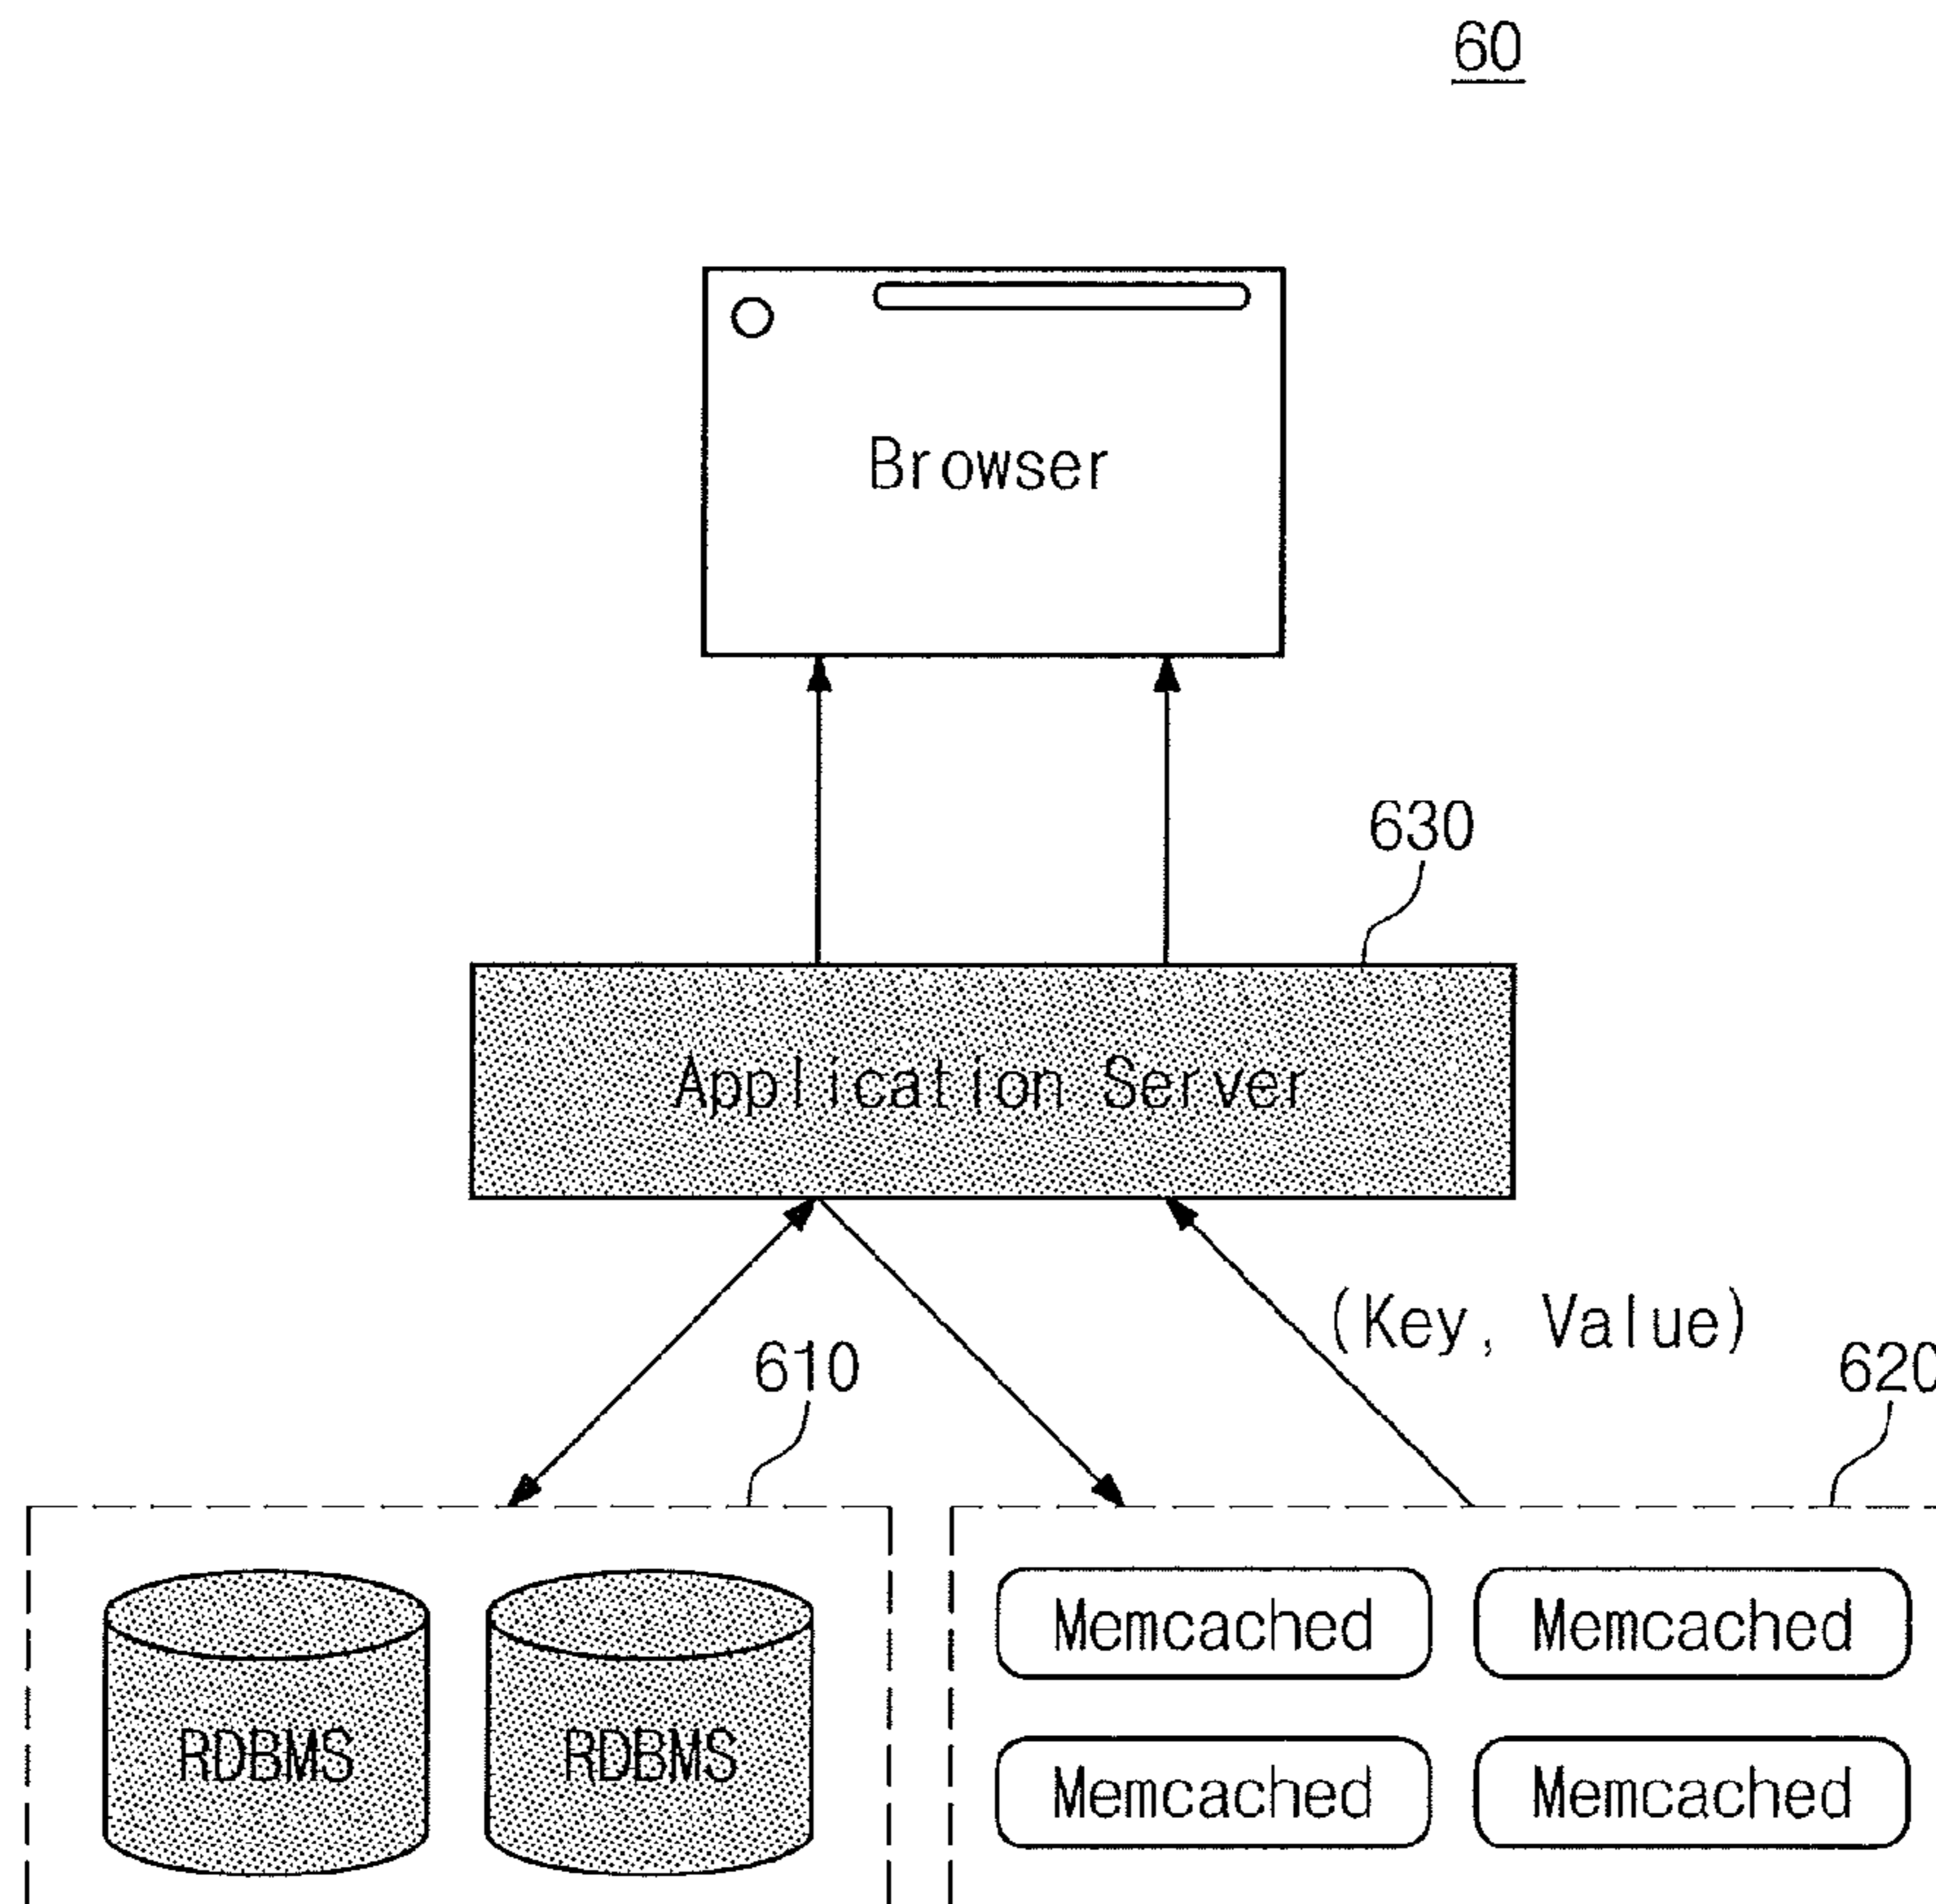 60
Browser
630
Application Server
(Key, Value)
610
620
RDBMS
RDBMS
Memcached
Memcached
Memcached
Memcached